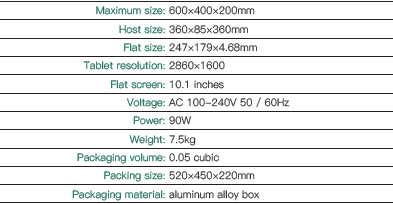 Maximum size: 600×400×200mm
Host size: 360×85×360mm
Flat size: 247×179×4.68mm
Tablet resolution: 2860×1600
Flat screen: 10.1 inches
Voltage: AC 100-240V 50 / 60Hz
Power: 90W
Weight: 7.5kg
Packaging volume: 0.05 cubic
Packing size: 520×450×220mm
Packaging material: aluminum alloy box